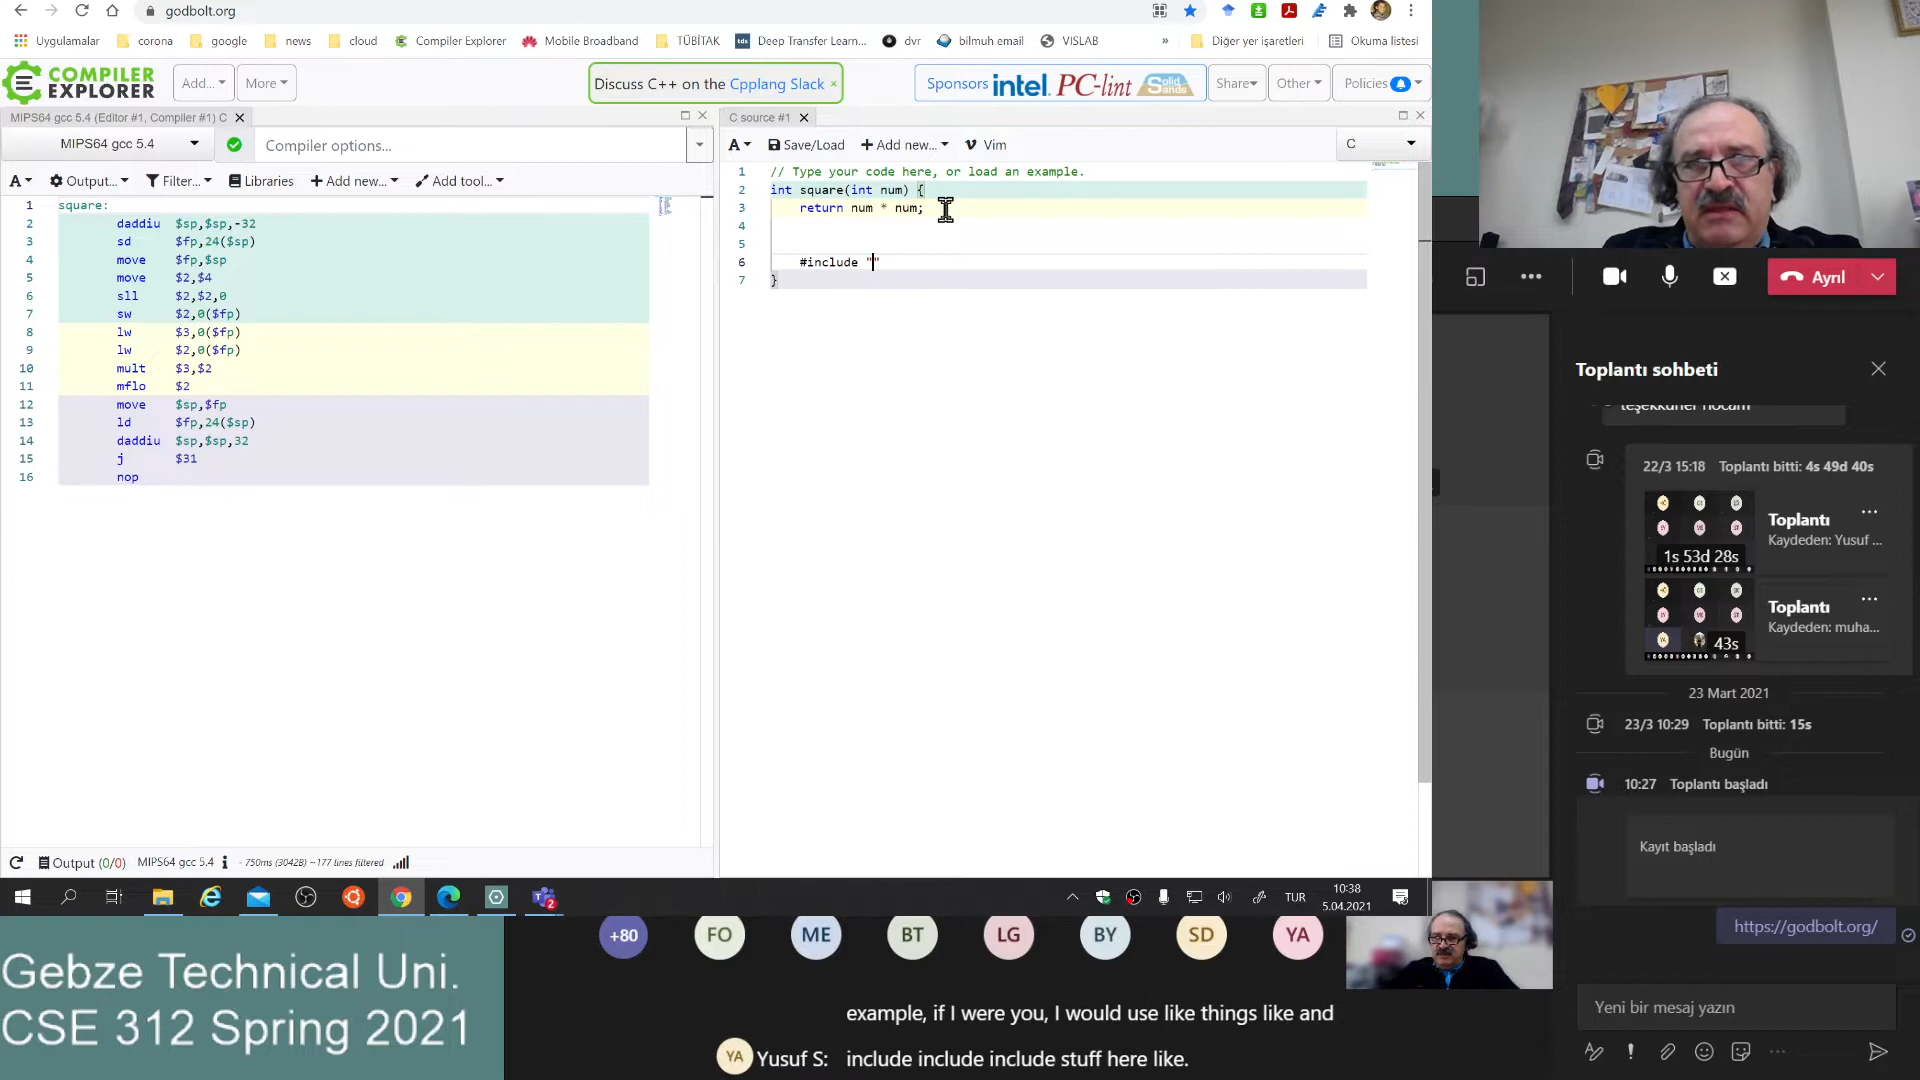 godbolt.org
Uygulamalar corona google news cloud Compiler Explorer Mobile Broadband TÜBİTAK tds Deep Transfer Learn... dvr bilmuh email VISLAB » Diğer yer işaretleri Okuma listesi
COMPILER EXPLORER Add... More Discuss C++ on the Cpplang Slack × Sponsors intel. PC-lint Solid Sands Share Other Policies
MIPS64 gcc 5.4 (Editor #1, Compiler #1) C
MIPS64 gcc 5.4 Compiler options...
A Output... Filter... Libraries + Add new... Add tool...
1 square:
2 daddiu $sp,$sp,-32
3 sd $fp,24($sp)
4 move $fp,$sp
5 move $2,$4
6 sll $2,$2,0
7 sw $2,0($fp)
8 lw $3,0($fp)
9 lw $2,0($fp)
10 mult $3,$2
11 mflo $2
12 move $sp,$fp
13 ld $fp,24($sp)
14 daddiu $sp,$sp,32
15 j $31
16 nop
Output (0/0) MIPS64 gcc 5.4 i - 750ms (3042B) ~177 lines filtered
C source #1
A Save/Load + Add new... Vim C
1 // Type your code here, or load an example.
2 int square(int num) {
3 return num * num;
4
5
6 #include ""
7 }
Ayrıl
Toplantı sohbeti
teşekkürler hocam
22/3 15:18 Toplantı bitti: 4s 49d 40s
Toplantı
Kaydeden: Yusuf ...
1s 53d 28s
Toplantı
Kaydeden: muha...
43s
23 Mart 2021
23/3 10:29 Toplantı bitti: 15s
Bugün
10:27 Toplantı başladı
Kayıt başladı
https://godbolt.org/
Yeni bir mesaj yazın
TUR
10:38
5.04.2021
+80 FO ME BT LG BY SD YA
Gebze Technical Uni.
CSE 312 Spring 2021
example, if I were you, I would use like things like and
YA Yusuf S: include include include stuff here like.